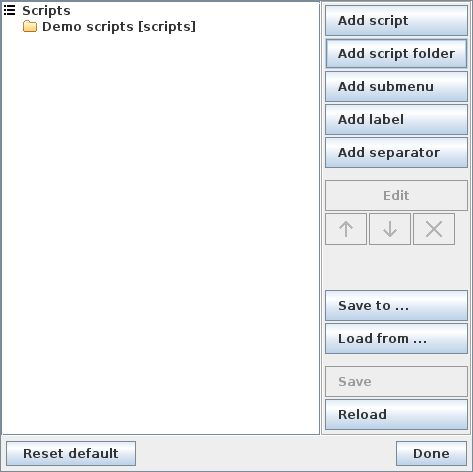 Scripts
Demo scripts [scripts]
Add script
Add script folder
Add submenu
Add label
Add separator
Edit
Save to ...
Load from ...
Save
Reload
Reset default
Done